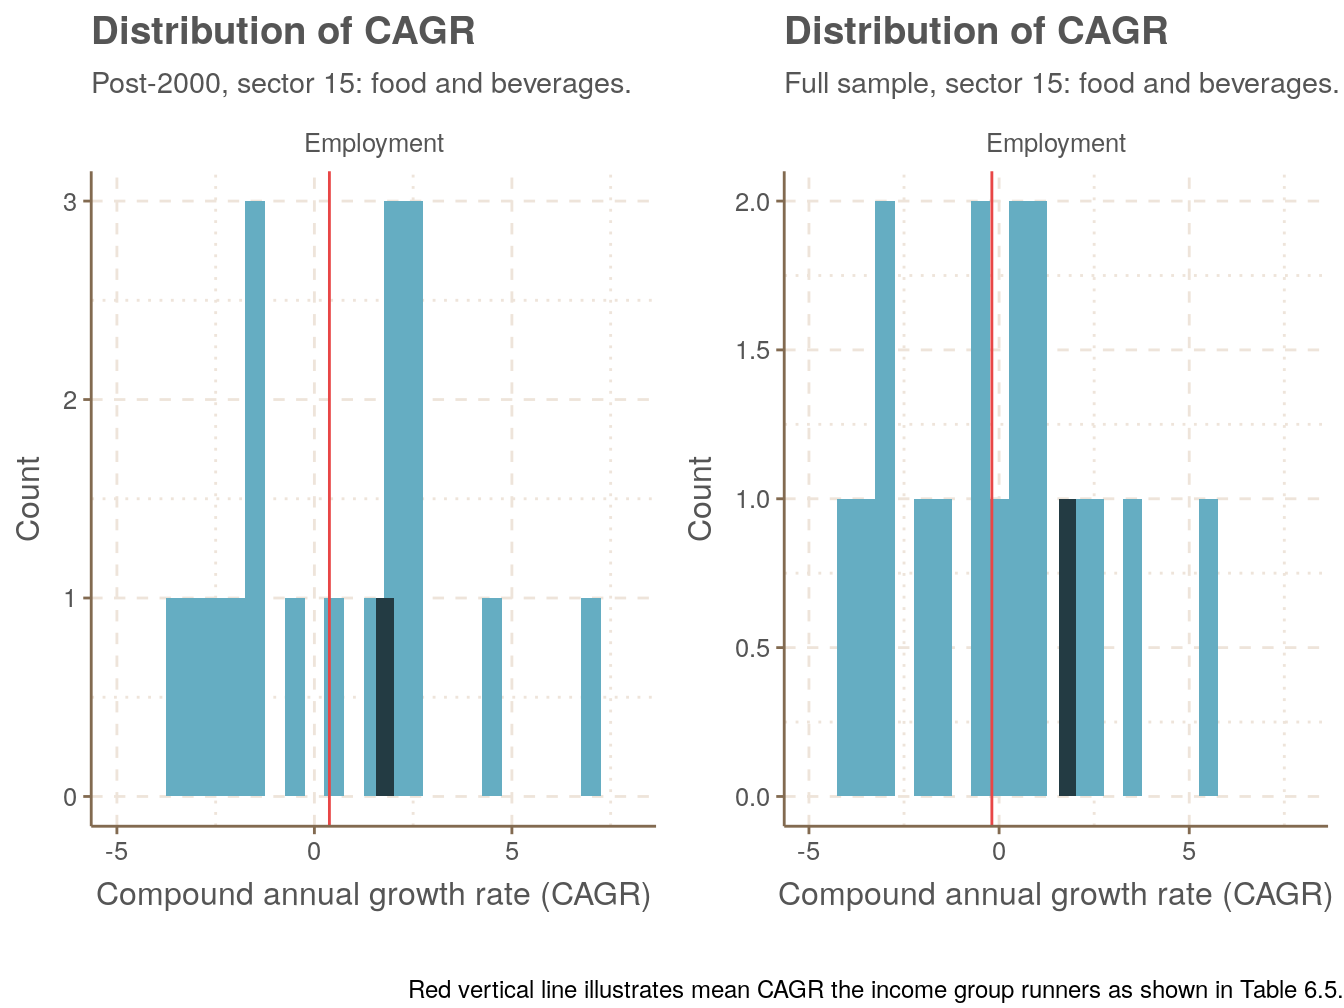 Distribution of CAGR
Post-2000, sector 15: food and beverages.
Employment
3
2
1
0
Count
-5 0 5
Compound annual growth rate (CAGR)
Distribution of CAGR
Full sample, sector 15: food and beverages.
Employment
2.0
1.5
1.0
0.5
0.0
Count
-5 0 5
Compound annual growth rate (CAGR)
Red vertical line illustrates mean CAGR the income group runners as shown in Table 6.5.